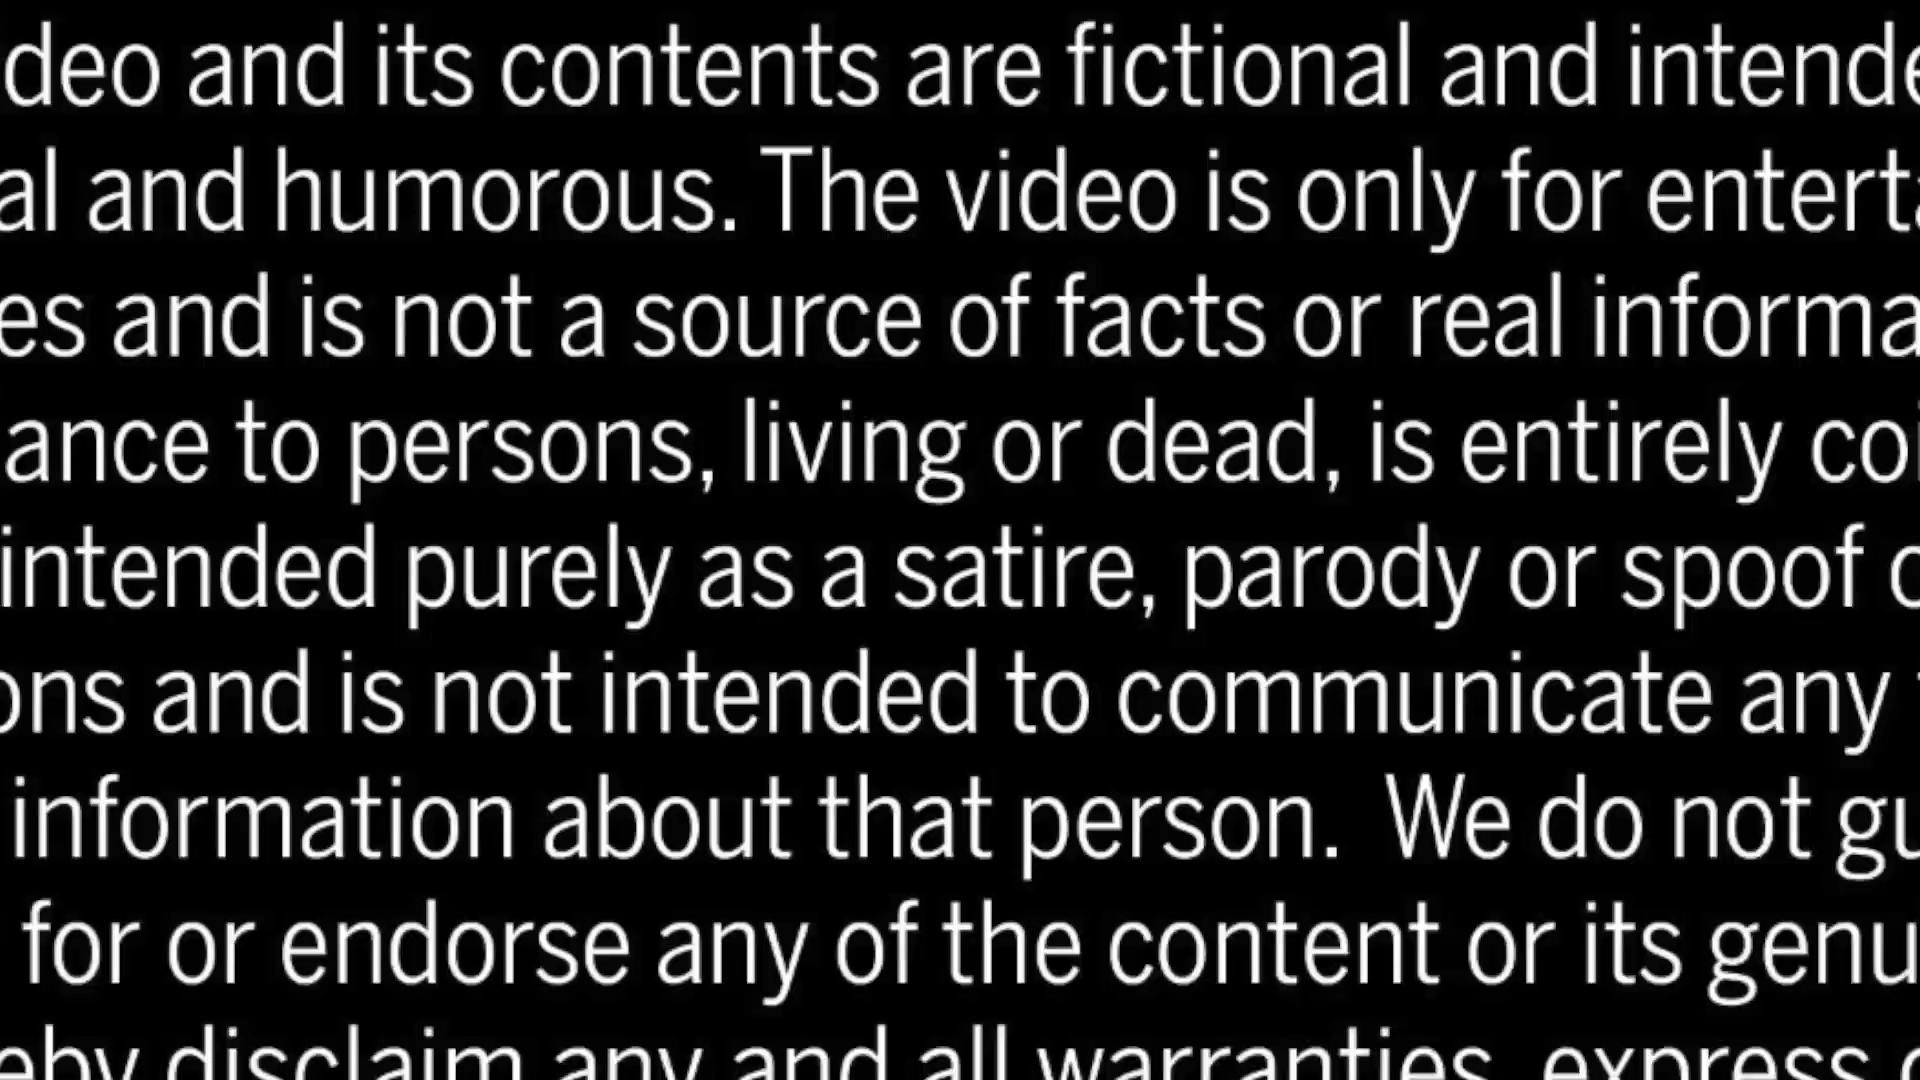 deo and its contents are fictional and intende
al and humorous. The video is only for enterta
es and is not a source of facts or real informa
ance to persons, living or dead, is entirely coi
intended purely as a satire, parody or spoof o
ons and is not intended to communicate any
information about that person. We do not gu
for or endorse any of the content or its genu
eby disclaim any and all warranties, express o